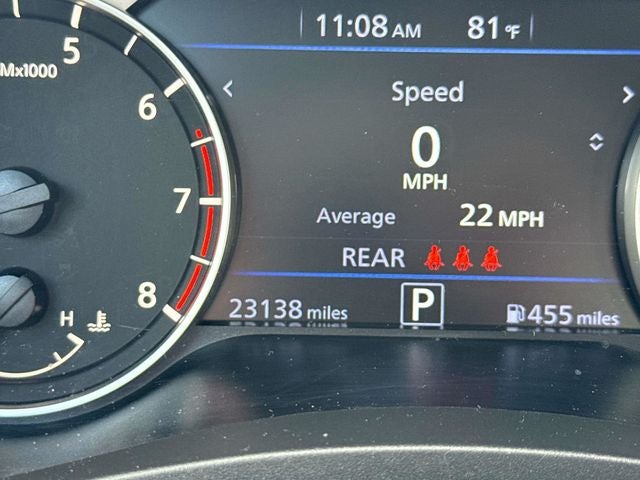 11:08 AM 81°F
5
Mx1000
Speed
6
0
MPH
7
Average 22 MPH
REAR
8
23138 miles P 455 miles
H